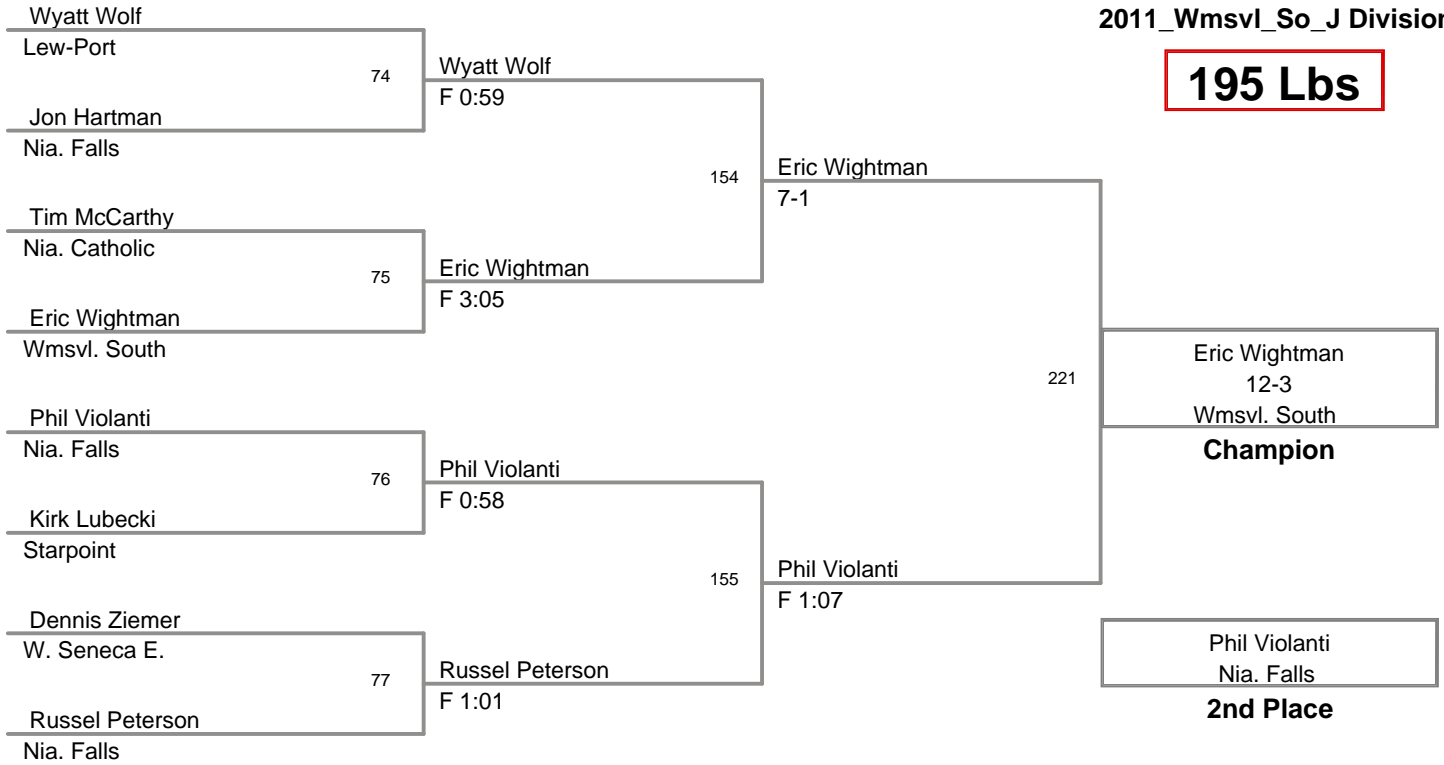 2011_Wmsvl_So_J Division
195 Lbs
Wyatt Wolf
Lew-Port
74
Jon Hartman
Nia. Falls
Wyatt Wolf
F 0:59
Tim McCarthy
Nia. Catholic
75
Eric Wightman
Wmsvl. South
Eric Wightman
F 3:05
154
Eric Wightman
7-1
Phil Violanti
Nia. Falls
76
Kirk Lubecki
Starpoint
Phil Violanti
F 0:58
Dennis Ziemer
W. Seneca E.
77
Russel Peterson
Nia. Falls
Russel Peterson
F 1:01
155
Phil Violanti
F 1:07
221
Eric Wightman
12-3
Wmsvl. South
Champion
Phil Violanti
Nia. Falls
2nd Place